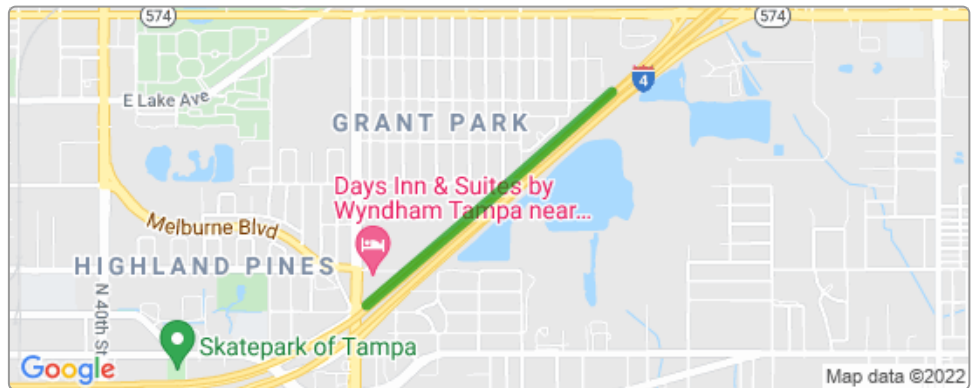 574
574
4
E Lake Ave
GRANT PARK
Days Inn & Suites by
Wyndham Tampa near...
Melburne Blvd
HIGHLAND PINES
N 40th St
Skatepark of Tampa
Google
Map data ©2022